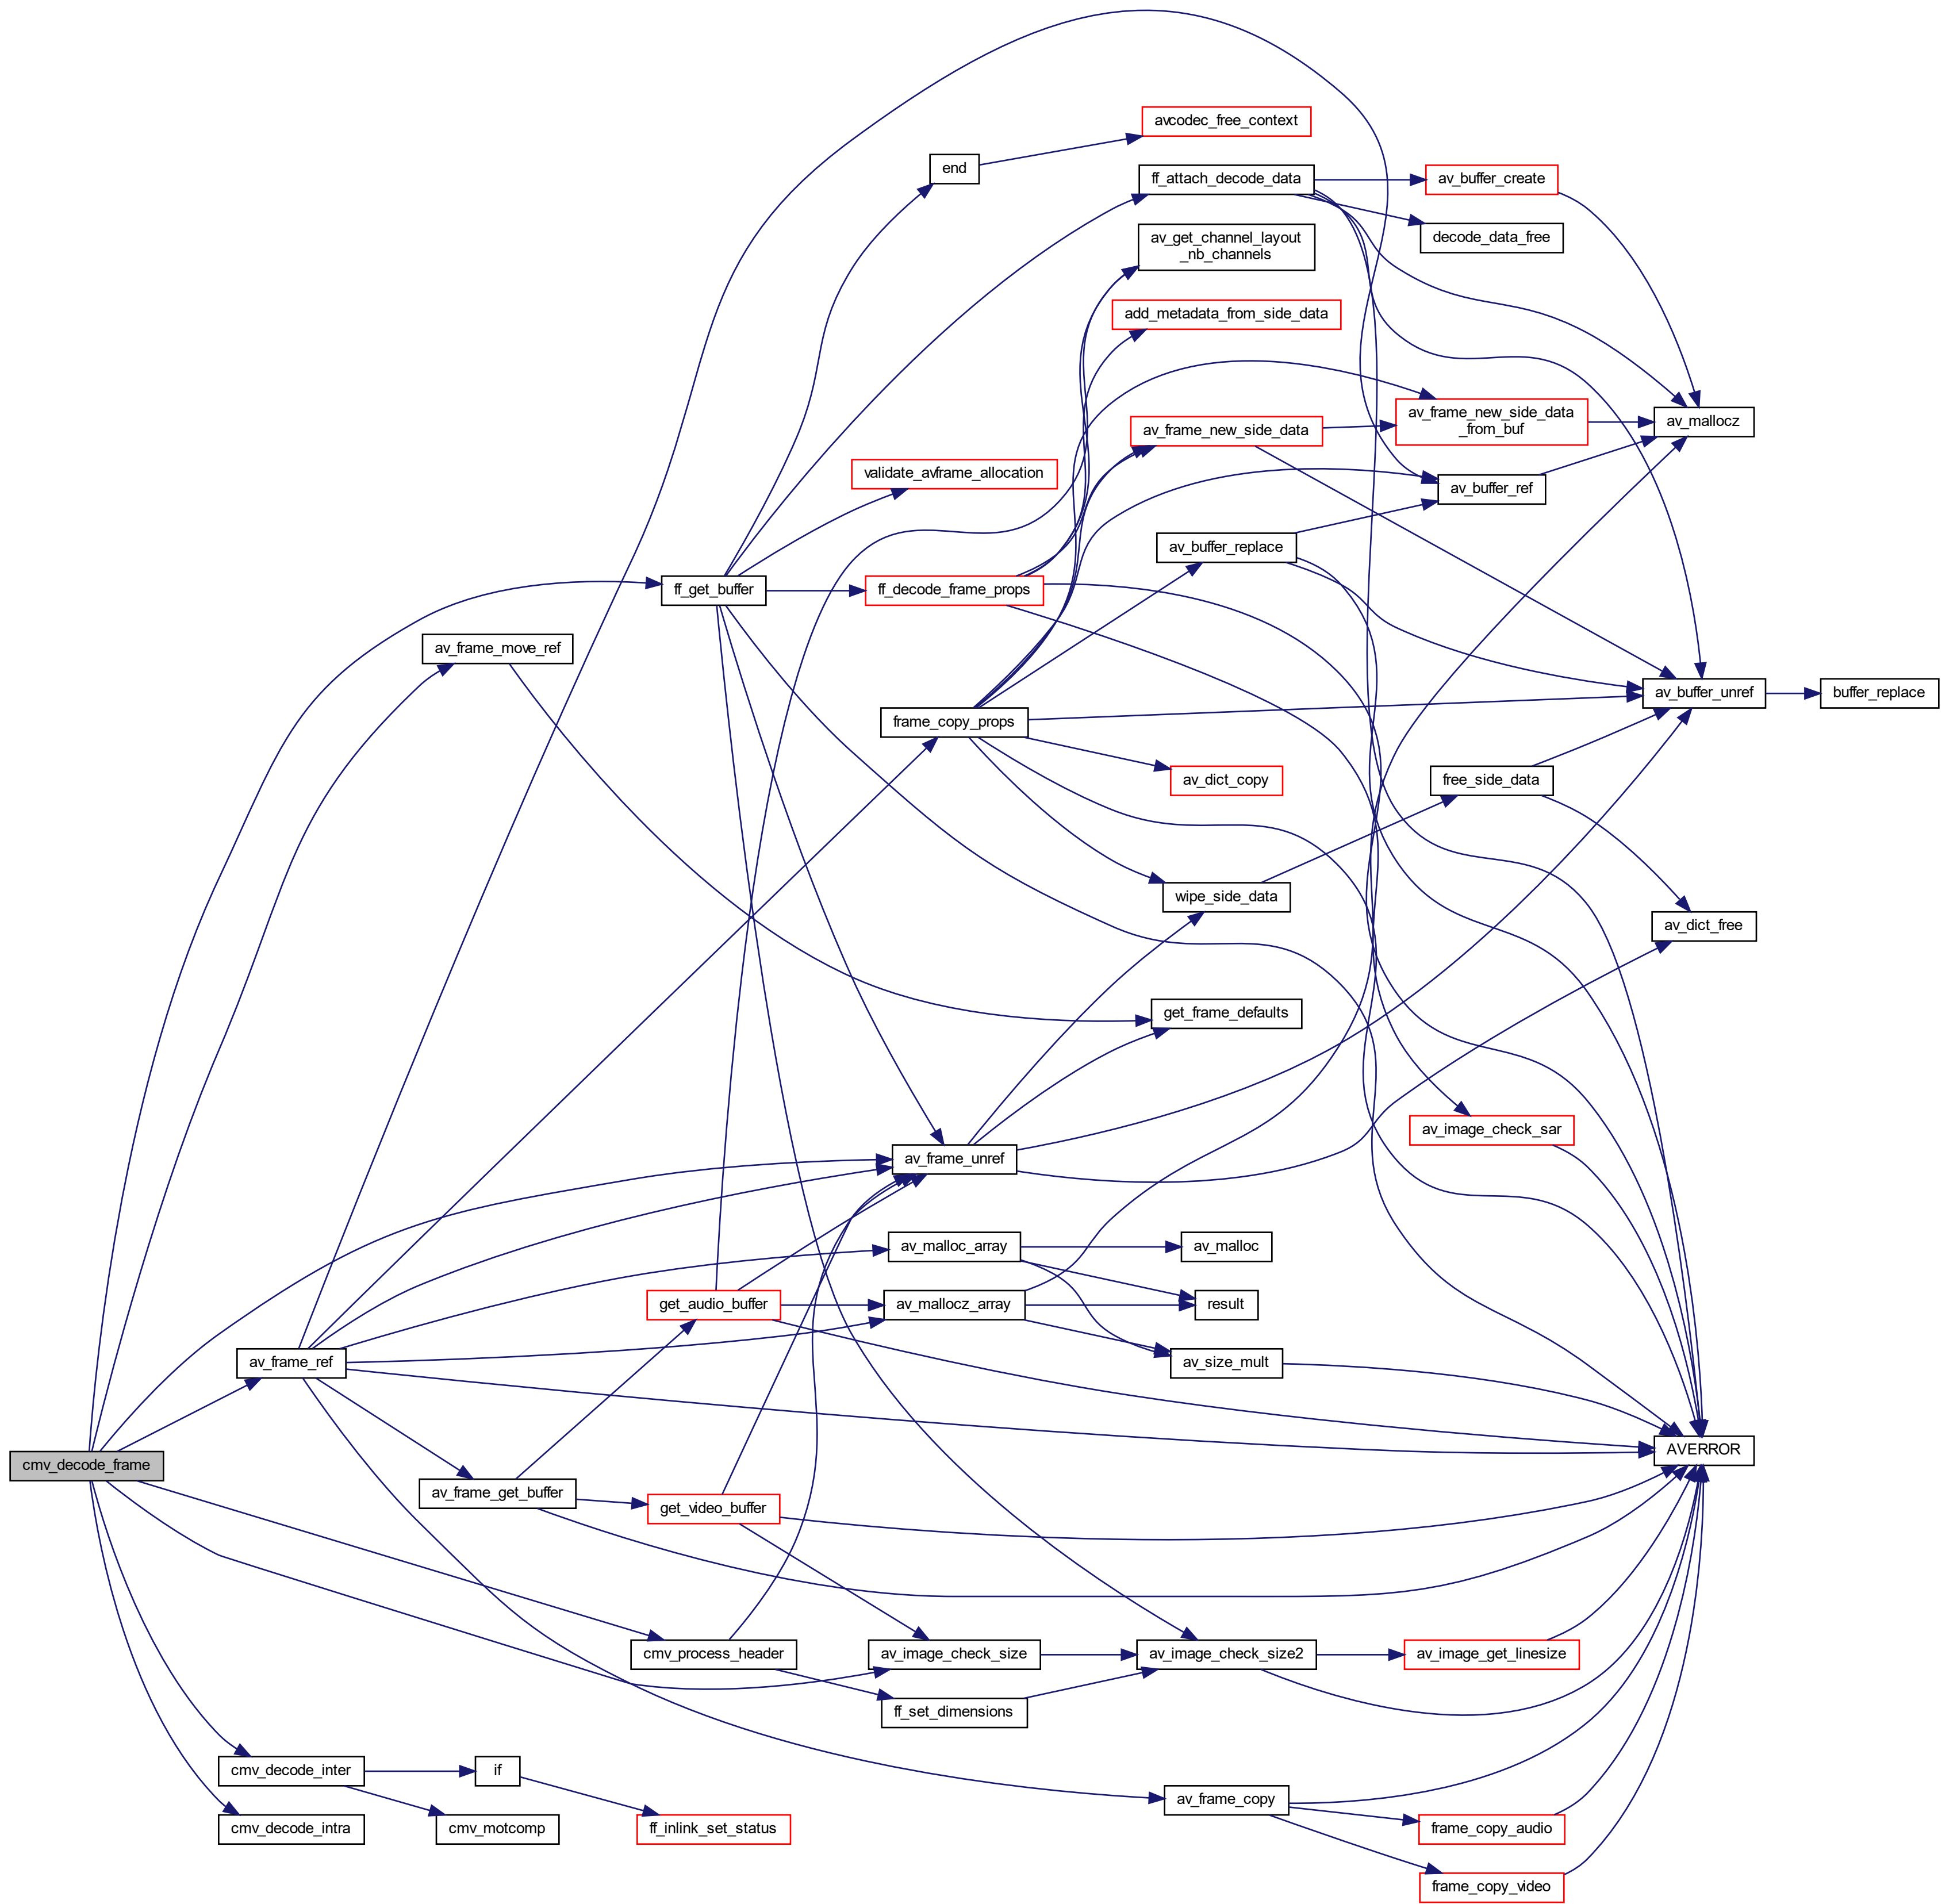 avcodec_free_context
end
ff_attach_decode_data
av_buffer_create
decode_data_free
av_get_channel_layout
_nb_channels
add_metadata_from_side_data
av_frame_new_side_data
av_frame_new_side_data
_from_buf
av_mallocz
validate_avframe_allocation
av_buffer_ref
av_buffer_replace
ff_get_buffer
ff_decode_frame_props
av_frame_move_ref
frame_copy_props
av_buffer_unref
buffer_replace
av_dict_copy
free_side_data
wipe_side_data
av_dict_free
get_frame_defaults
av_image_check_sar
av_frame_unref
av_malloc_array
av_malloc
get_audio_buffer
av_mallocz_array
result
av_frame_ref
av_size_mult
cmv_decode_frame
AVERROR
av_frame_get_buffer
get_video_buffer
cmv_process_header
av_image_check_size
av_image_check_size2
av_image_get_linesize
ff_set_dimensions
cmv_decode_inter
if
av_frame_copy
cmv_decode_intra
cmv_motcomp
ff_inlink_set_status
frame_copy_audio
frame_copy_video